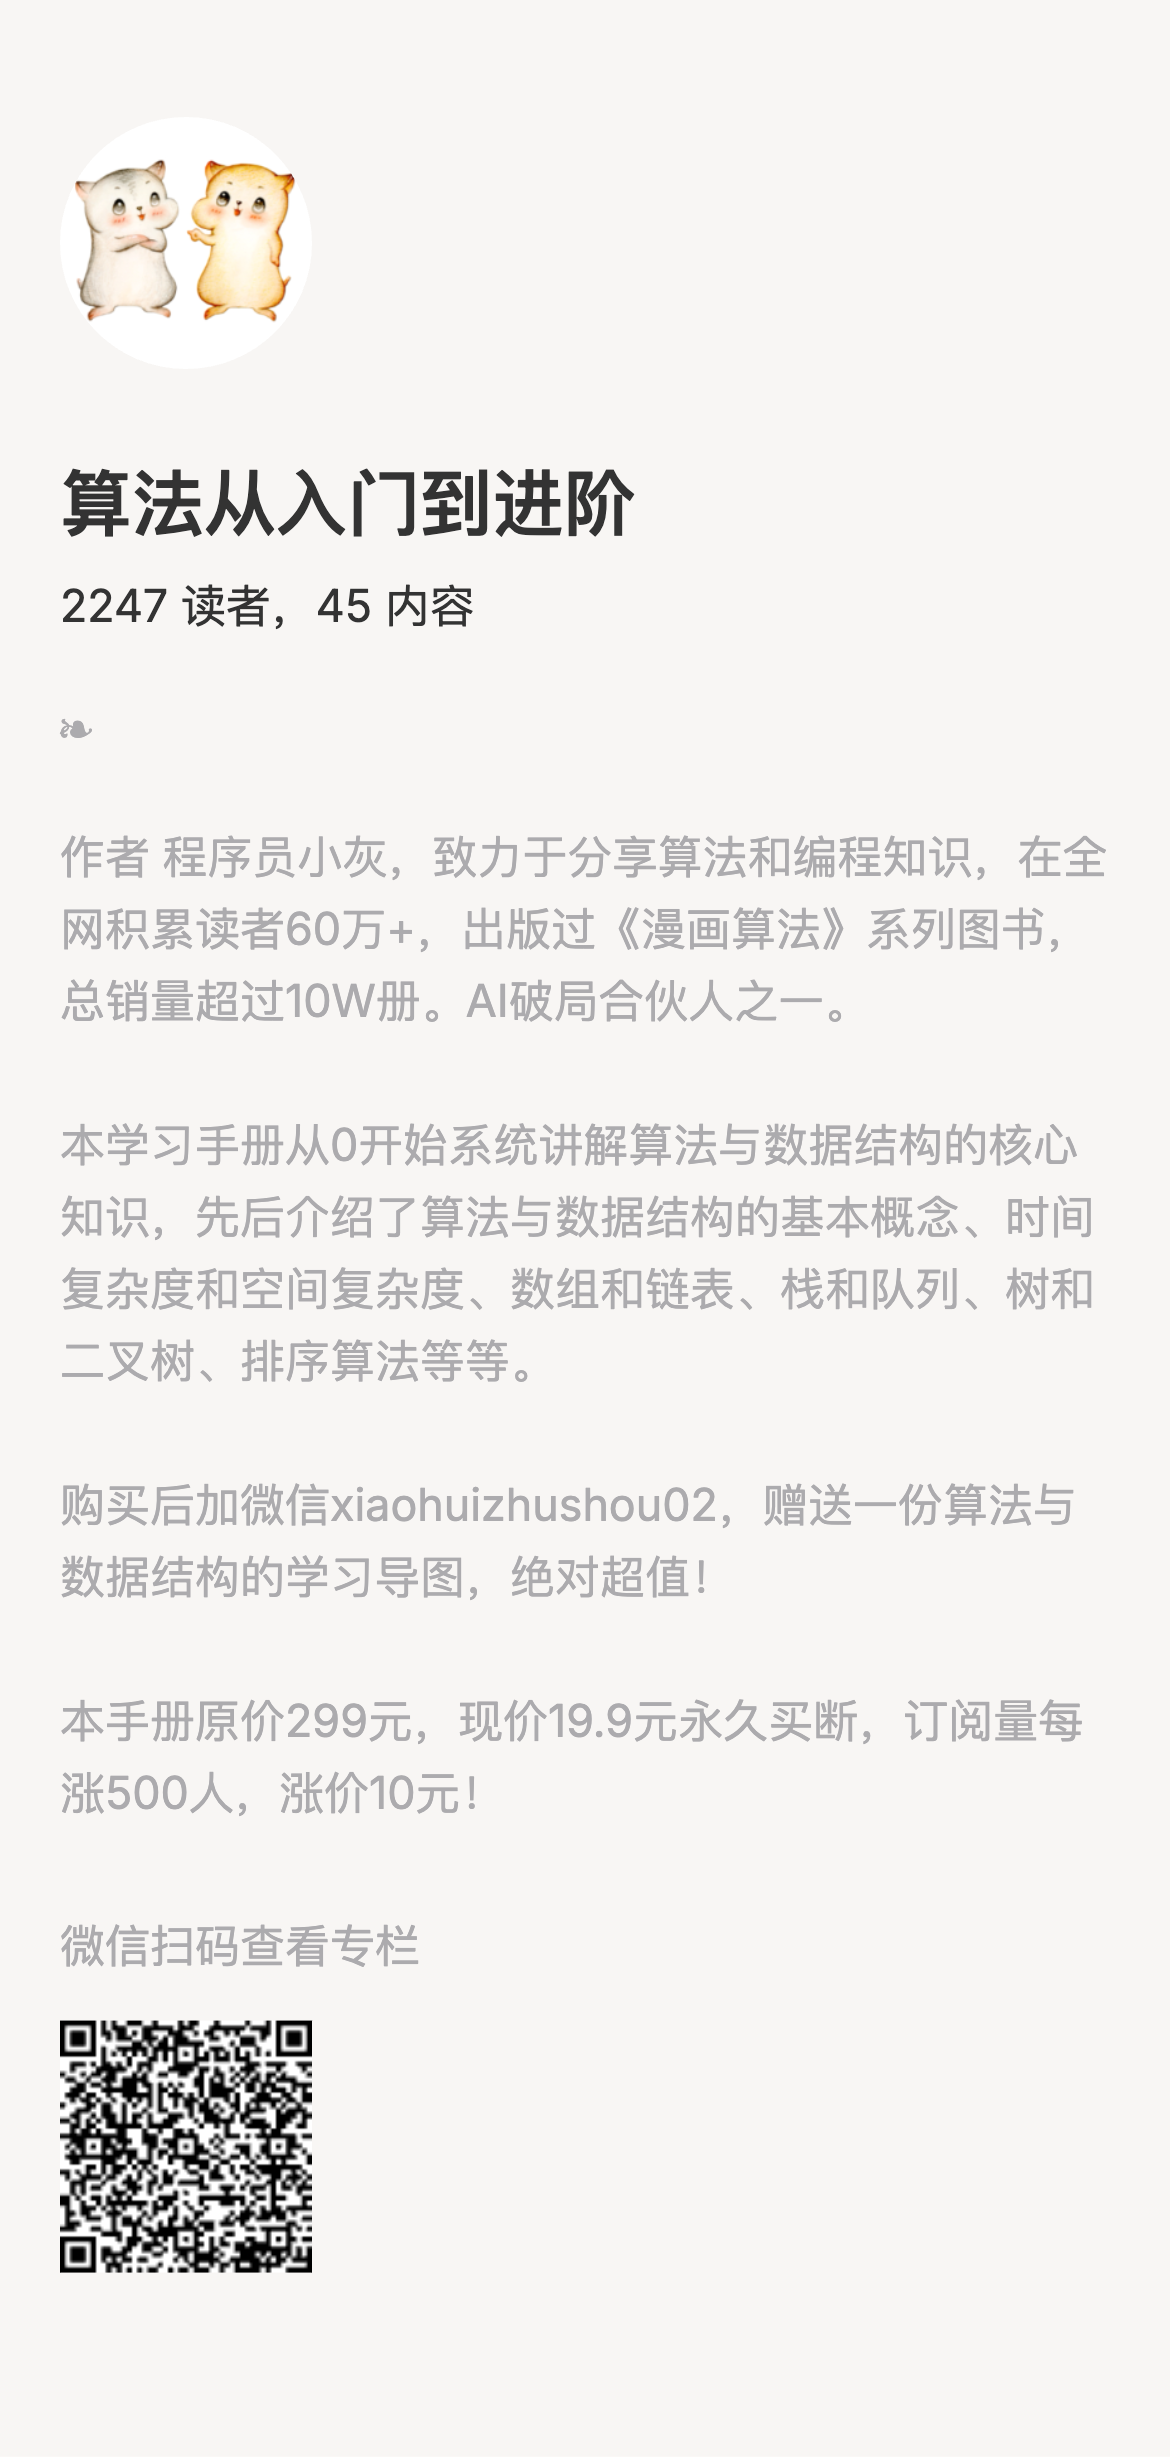 算法从入门到进阶
2247 读者，45 内容
❧
作者 程序员小灰，致力于分享算法和编程知识，在全
网积累读者60万+，出版过《漫画算法》系列图书，
总销量超过10W册。AI破局合伙人之一。
本学习手册从0开始系统讲解算法与数据结构的核心
知识，先后介绍了算法与数据结构的基本概念、时间
复杂度和空间复杂度、数组和链表、栈和队列、树和
二叉树、排序算法等等。
购买后加微信xiaohuizhushou02，赠送一份算法与
数据结构的学习导图，绝对超值！
本手册原价299元，现价19.9元永久买断，订阅量每
涨500人，涨价10元！
微信扫码查看专栏